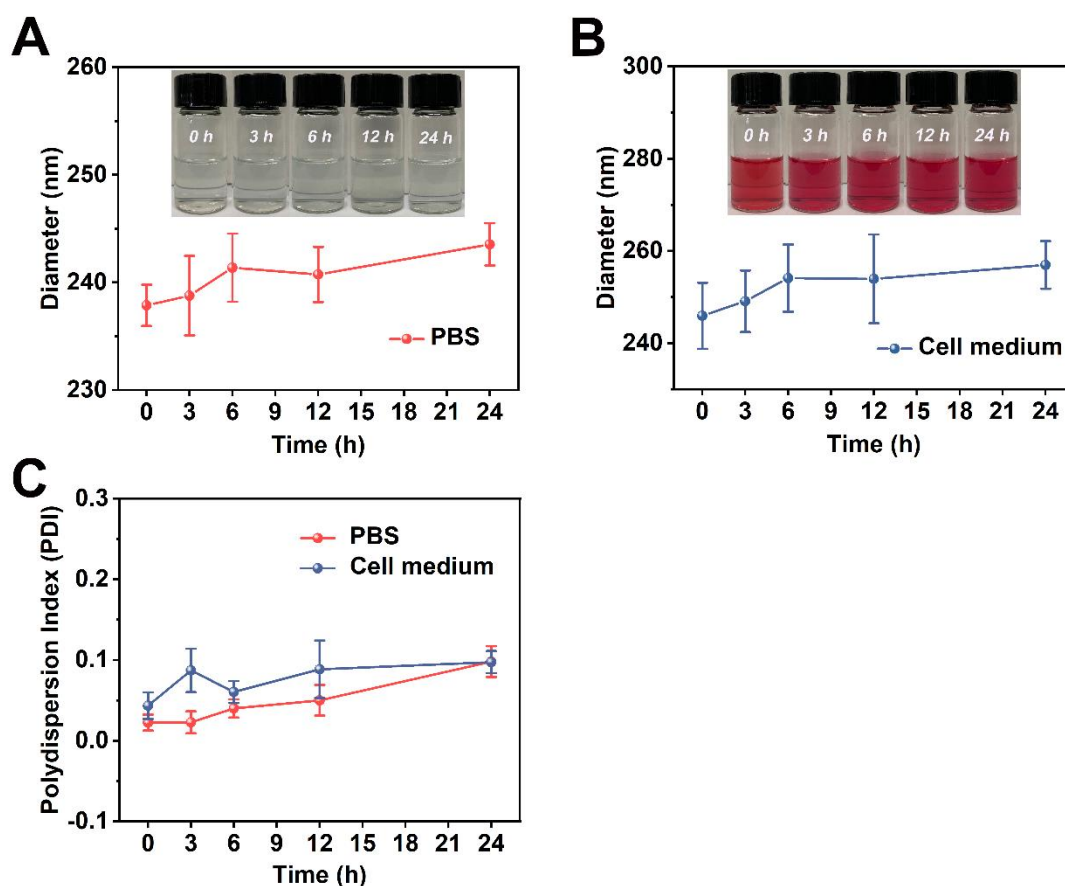 A
260
250
240
230
Diameter (nm)
0 h 3 h 6 h 12 h 24 h
PBS
0 3 6 9 12 15 18 21 24
Time (h)
B
300
280
260
240
Diameter (nm)
0 h 3 h 6 h 12 h 24 h
Cell medium
0 3 6 9 12 15 18 21 24
Time (h)
C
0.3
0.2
0.1
0.0
-0.1
Polydispersion Index (PDI)
PBS
Cell medium
0 3 6 9 12 15 18 21 24
Time (h)